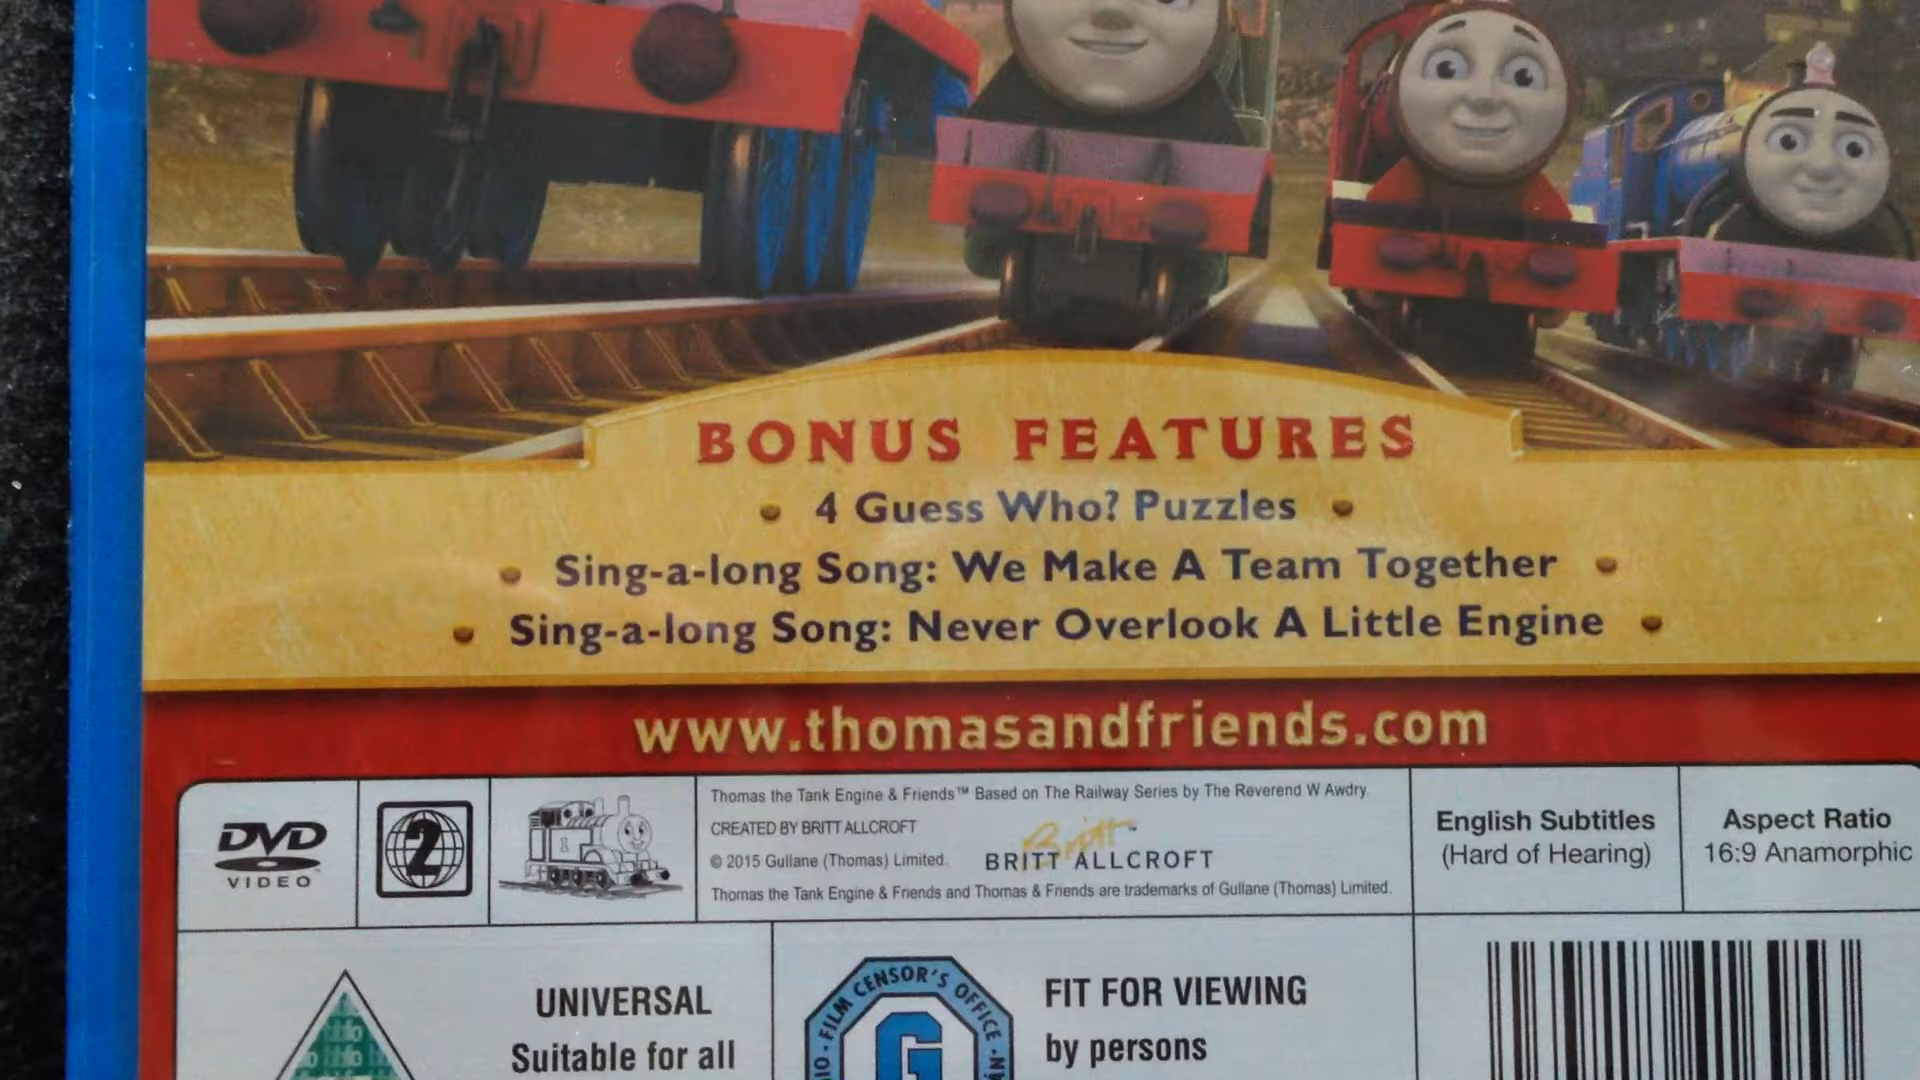 BONUS FEATURES
• 4 Guess Who? Puzzles •
• Sing-a-long Song: We Make A Team Together •
• Sing-a-long Song: Never Overlook A Little Engine •
www.thomasandfriends.com
DVD
VIDEO
2
Thomas the Tank Engine & Friends™ Based on The Railway Series by The Reverend W Awdry.
CREATED BY BRITT ALLCROFT
Britt™
© 2015 Gullane (Thomas) Limited.
BRITT ALLCROFT
Thomas the Tank Engine & Friends and Thomas & Friends are trademarks of Gullane (Thomas) Limited.
English Subtitles
(Hard of Hearing)
Aspect Ratio
16:9 Anamorphic
UNIVERSAL
Suitable for all
FILM CENSOR'S OFFICE
G
FIT FOR VIEWING
by persons